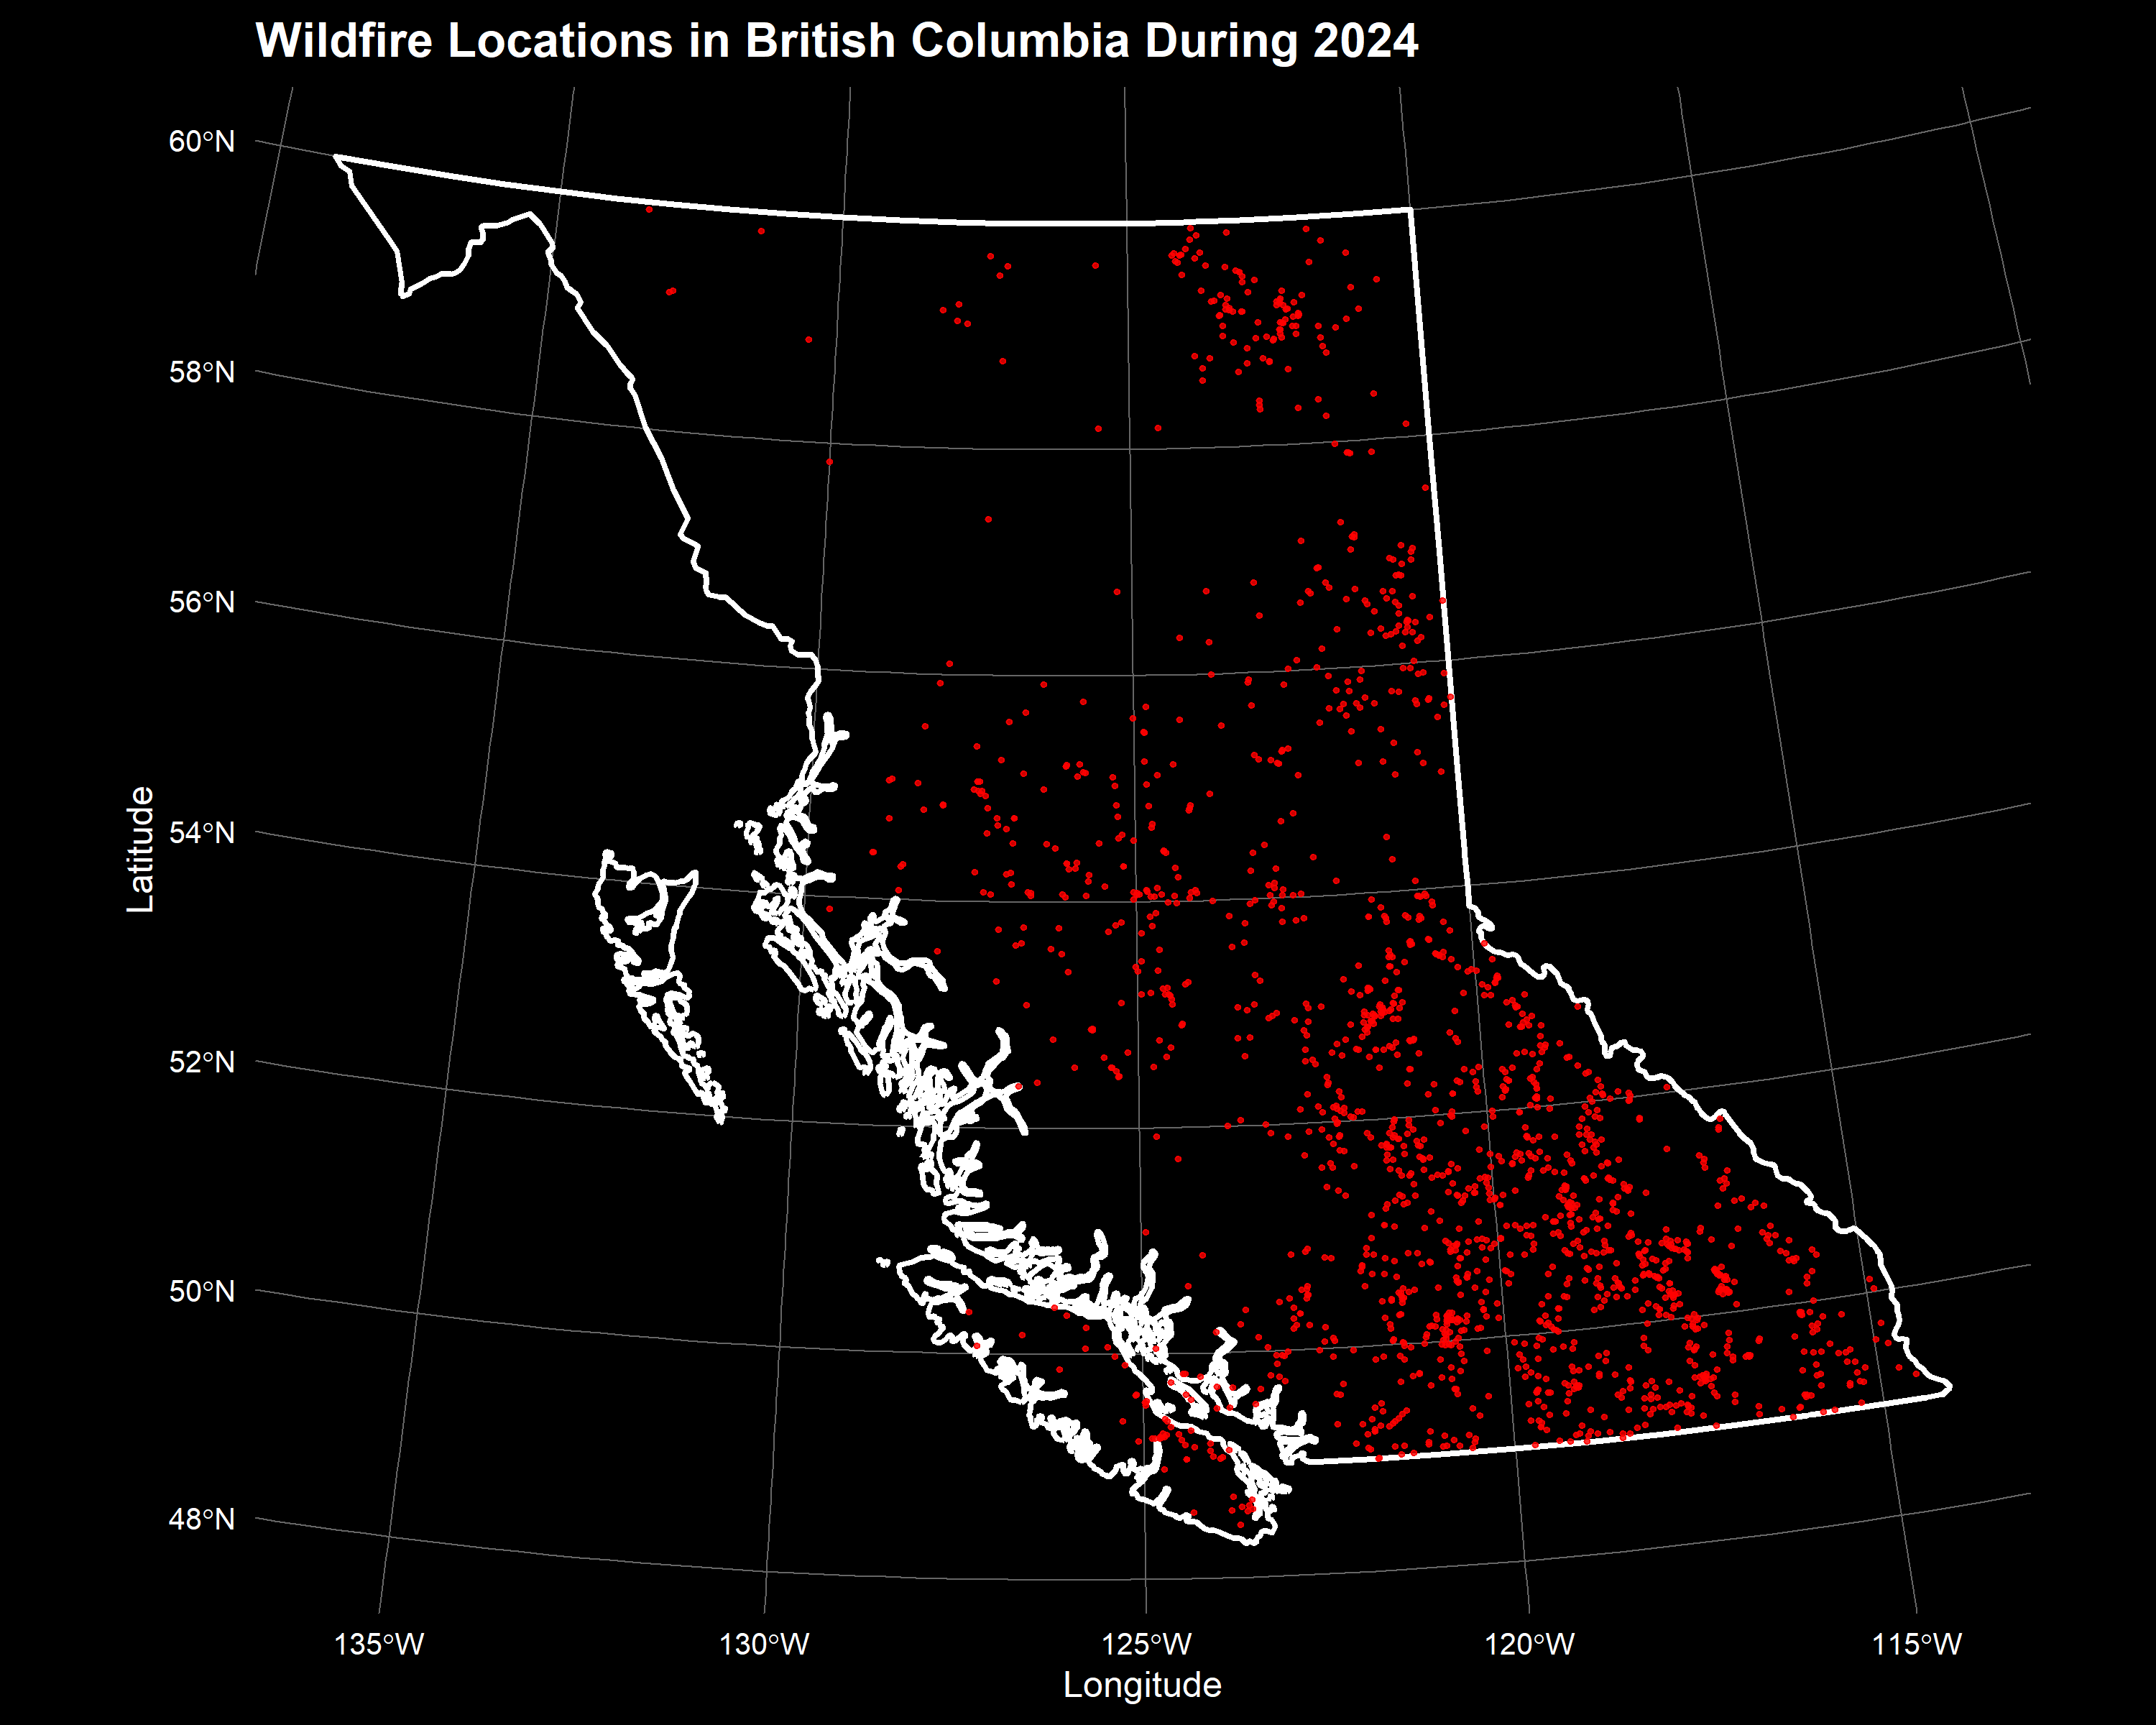 Wildfire Locations in British Columbia During 2024
60°N
58°N
56°N
54°N
52°N
50°N
48°N
Latitude
135°W 130°W 125°W 120°W 115°W
Longitude